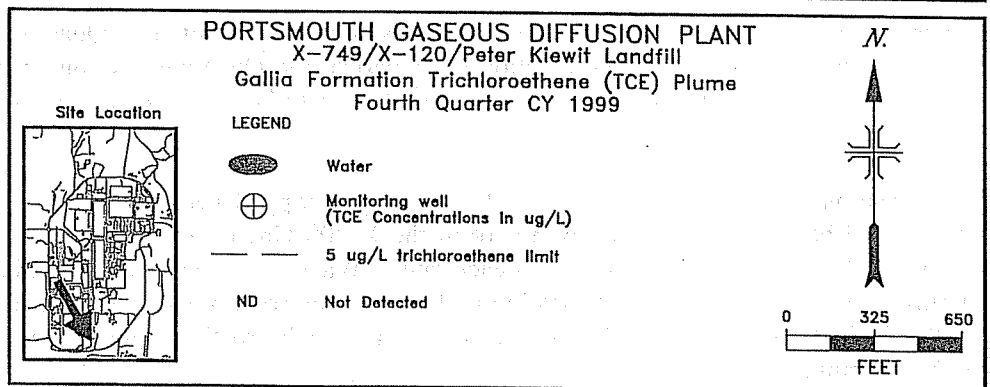 PORTSMOUTH GASEOUS DIFFUSION PLANT
X-749/X-120/Peter Kiewit Landfill
Gallia Formation Trichloroethene (TCE) Plume
Fourth Quarter CY 1999
N.
Site Location
LEGEND
Water
Monitoring well
(TCE Concentrations in ug/L)
5 ug/L trichloroethene limit
ND Not Detected
0 325 650
FEET